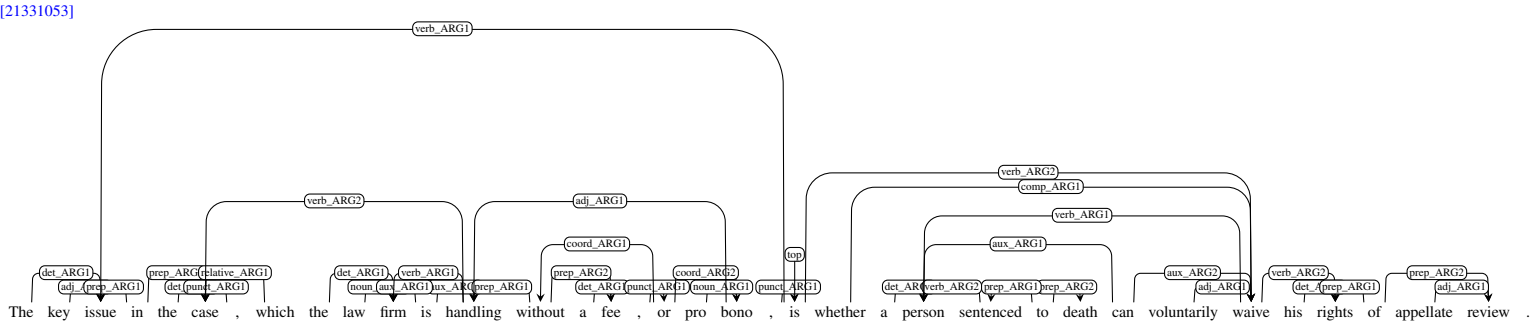 [21331053]
verb_ARG1
verb_ARG2
comp_ARG1
verb_ARG2 adj_ARG1
verb_ARG1
coord_ARG1 aux_ARG1
top
det_ARG1 relative_ARG1 det_ARG1 verb_ARG1 prep_ARG2 coord_ARG2 aux_ARG2 verb_ARG2 prep_ARG2
prep_ARG1 punct_ARG1 aux_ARG1 prep_ARG1 noun_ARG1 punct_ARG1 verb_ARG2 prep_ARG1 prep_ARG2 adj_ARG1 prep_ARG1 adj_ARG1
The key issue in the case , which the law firm is handling without a fee , or pro bono , is whether a person sentenced to death can voluntarily waive his rights of appellate review .